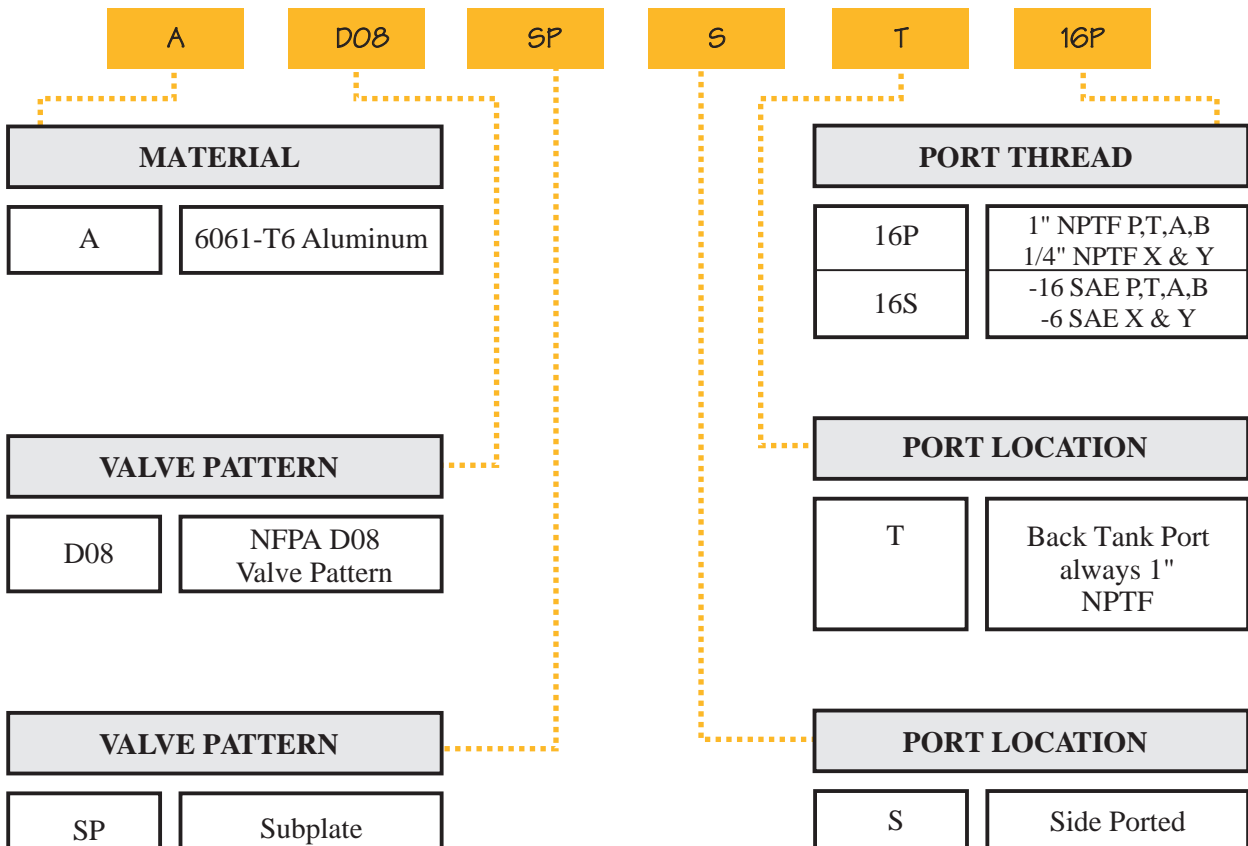 A D08 SP S T 16P
MATERIAL
A 6061-T6 Aluminum
VALVE PATTERN
D08 NFPA D08
Valve Pattern
VALVE PATTERN
SP Subplate
PORT THREAD
16P 1" NPTF P,T,A,B
1/4" NPTF X & Y
16S -16 SAE P,T,A,B
-6 SAE X & Y
PORT LOCATION
T Back Tank Port
always 1"
NPTF
PORT LOCATION
S Side Ported